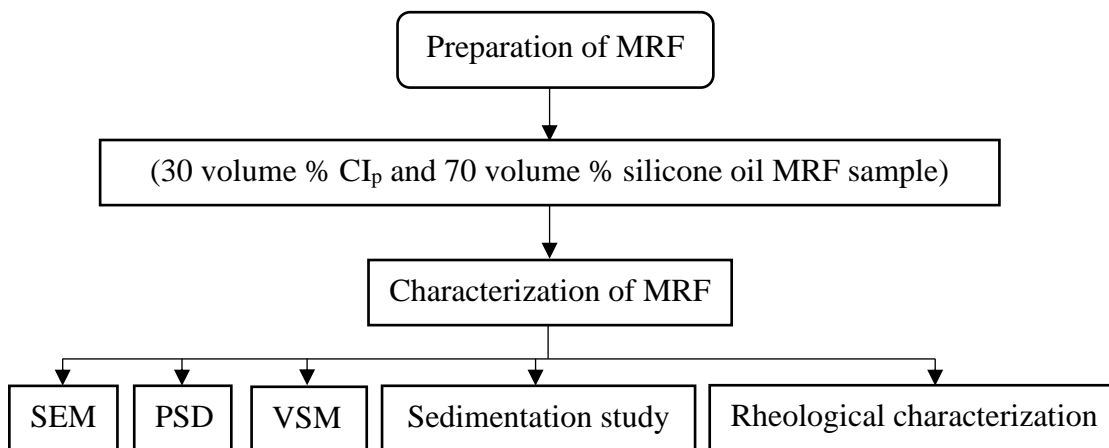 Preparation of MRF
(30 volume % CIp and 70 volume % silicone oil MRF sample)
Characterization of MRF
SEM
PSD
VSM
Sedimentation study
Rheological characterization